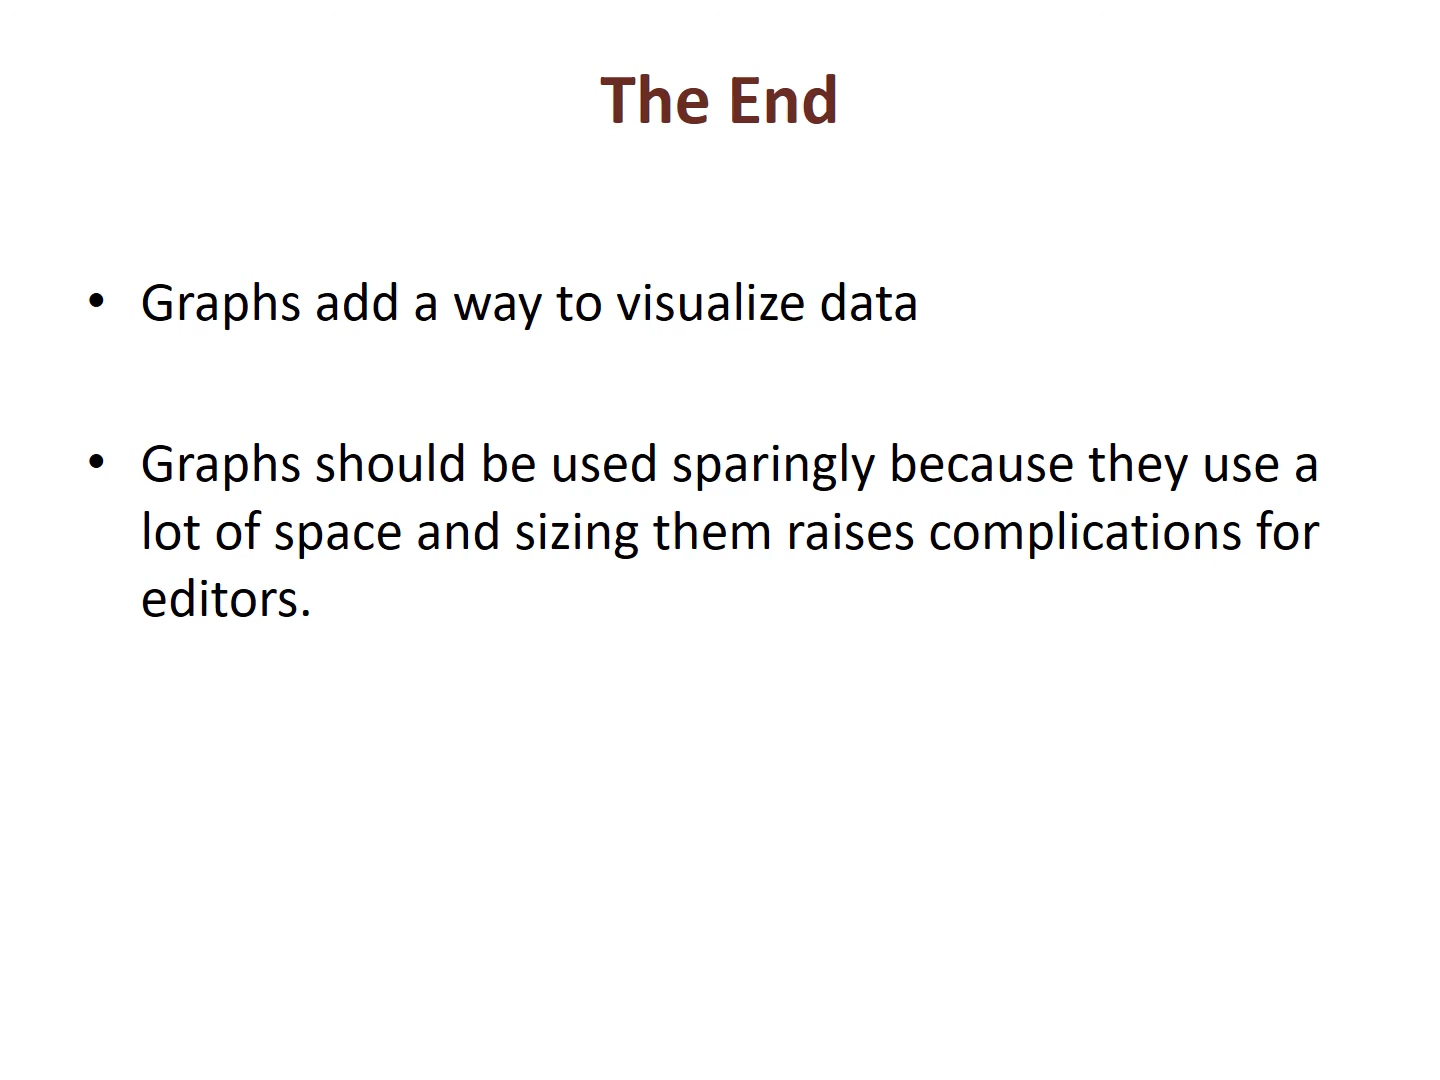 The End
• Graphs add a way to visualize data
• Graphs should be used sparingly because they use a
lot of space and sizing them raises complications for
editors.